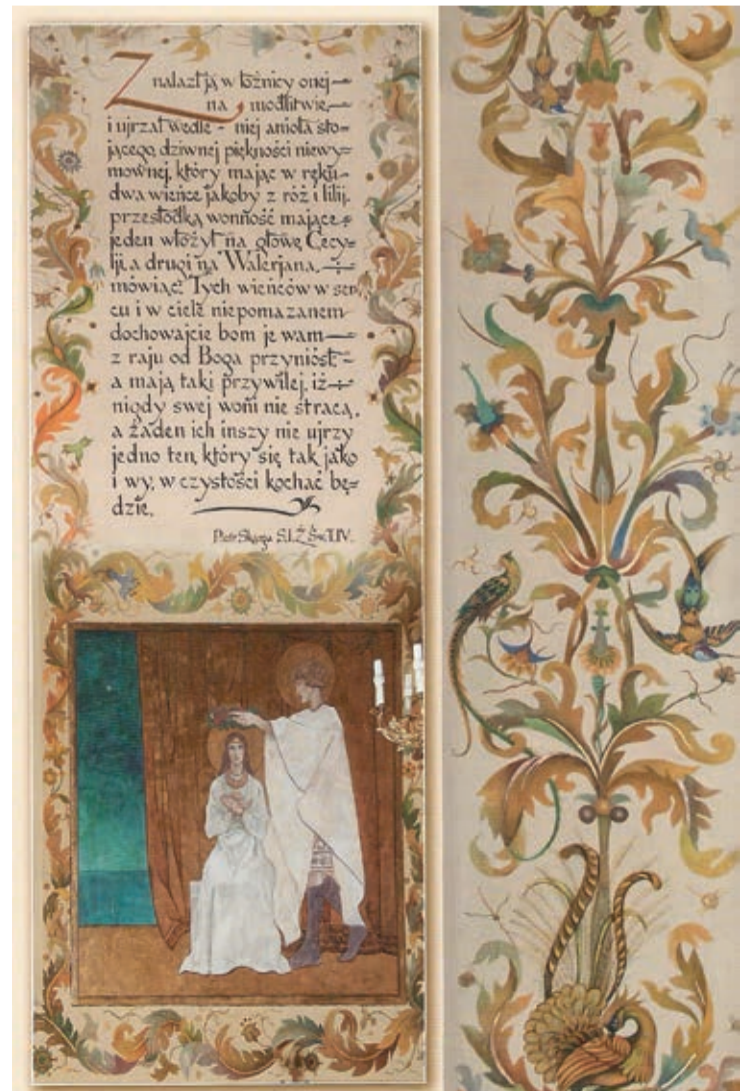 Znalazł ją w łożnicy onej
na modlitwie,
i ujrzał wedle - niej anioła sto=
jącego, dziwnej piękności niewy=
mównej, który mając w ręku
dwa wieńce jakoby z róż i lilij,
przesłodką wonność mające,
jeden włożył na głowę Cecy=
lji, a drugi na Walerjana,
mówiąc: Tych wieńców w ser=
cu i w ciele niepomazanem
dochowajcie bom je wam
z raju od Boga przyniósł
a mają taki przywilej, iż
nigdy swej woni nie stracą,
a żaden ich inszy nie ujrzy
jedno ten, który się tak jako
i wy, w czystości kochać bę=
dzie.
Piotr Skarga S.I. Ż. Św. T.IV.